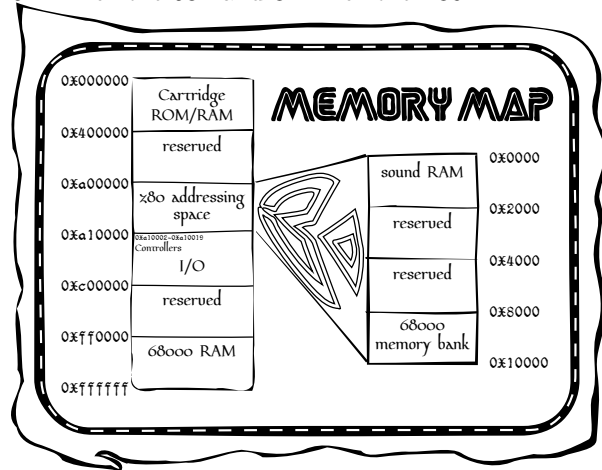 MEMORY MAP
0x000000
Cartridge
ROM/RAM
0x400000
reserved
0xa00000
z80 addressing
space
0xa10000
0xa10002-0xa10019
Controllers
I/O
0xc00000
reserved
0xff0000
68000 RAM
0xffffff
0x0000
sound RAM
0x2000
reserved
0x4000
reserved
0x8000
68000
memory bank
0x10000